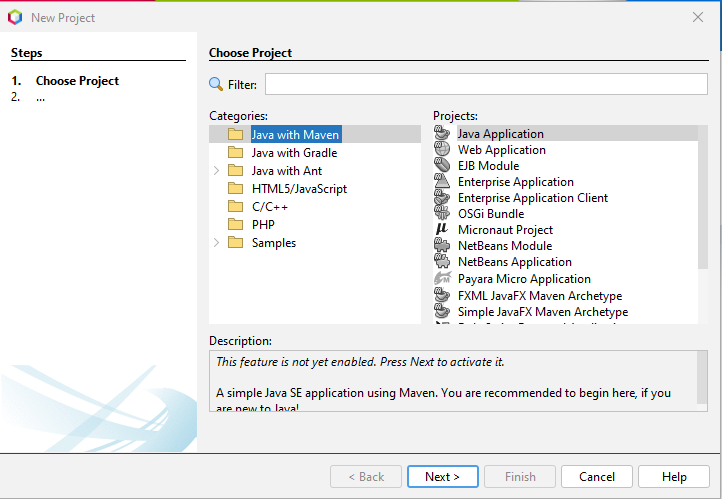 New Project
Steps
1. Choose Project
2. ...
Choose Project
Filter:
Categories:
Java with Maven
Java with Gradle
Java with Ant
HTML5/JavaScript
C/C++
PHP
Samples
Projects:
Java Application
Web Application
EJB Module
Enterprise Application
Enterprise Application Client
OSGi Bundle
Micronaut Project
NetBeans Module
NetBeans Application
Payara Micro Application
FXML JavaFX Maven Archetype
Simple JavaFX Maven Archetype
Description:
This feature is not yet enabled. Press Next to activate it.
A simple Java SE application using Maven. You are recommended to begin here, if you
are new to Java!
< Back
Next >
Finish
Cancel
Help